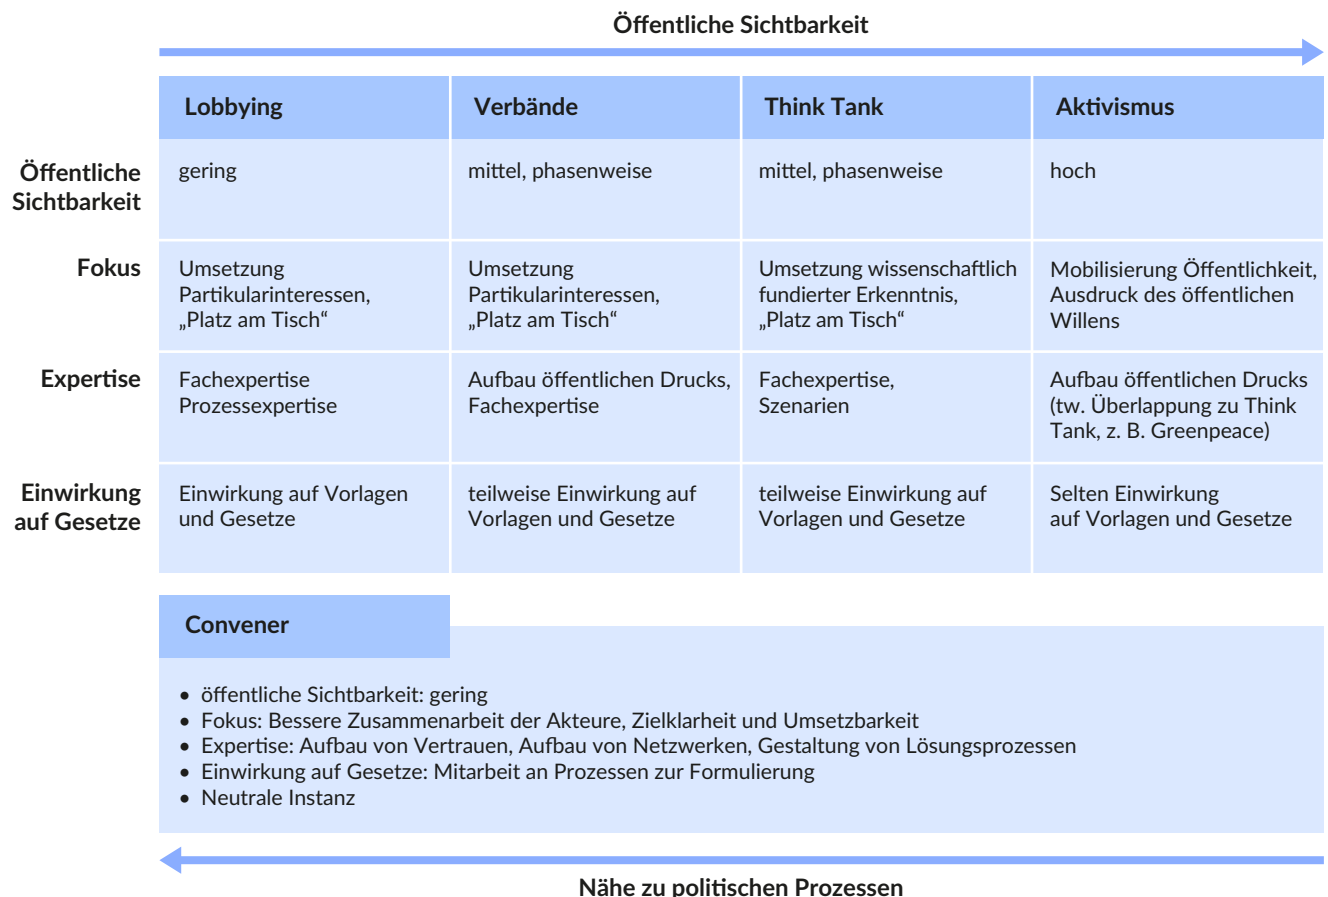 Öffentliche Sichtbarkeit
Lobbying
Verbände
Think Tank
Aktivismus
Öffentliche
Sichtbarkeit
gering
mittel, phasenweise
mittel, phasenweise
hoch
Fokus
Umsetzung
Partikularinteressen,
„Platz am Tisch“
Umsetzung
Partikularinteressen,
„Platz am Tisch“
Umsetzung wissenschaftlich
fundierter Erkenntnis,
„Platz am Tisch“
Mobilisierung Öffentlichkeit,
Ausdruck des öffentlichen
Willens
Expertise
Fachexpertise
Prozessexpertise
Aufbau öffentlichen Drucks,
Fachexpertise
Fachexpertise,
Szenarien
Aufbau öffentlichen Drucks
(tw. Überlappung zu Think
Tank, z. B. Greenpeace)
Einwirkung
auf Gesetze
Einwirkung auf Vorlagen
und Gesetze
teilweise Einwirkung auf
Vorlagen und Gesetze
teilweise Einwirkung auf
Vorlagen und Gesetze
Selten Einwirkung
auf Vorlagen und Gesetze
Convener
• öffentliche Sichtbarkeit: gering
• Fokus: Bessere Zusammenarbeit der Akteure, Zielklarheit und Umsetzbarkeit
• Expertise: Aufbau von Vertrauen, Aufbau von Netzwerken, Gestaltung von Lösungsprozessen
• Einwirkung auf Gesetze: Mitarbeit an Prozessen zur Formulierung
• Neutrale Instanz
Nähe zu politischen Prozessen